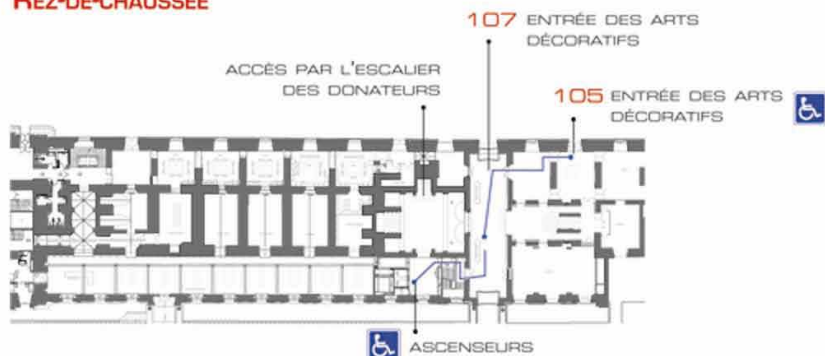 REZ-DE-CHAUSSÉE
107 ENTRÉE DES ARTS
DÉCORATIFS
ACCÈS PAR L'ESCALIER
DES DONATEURS
105 ENTRÉE DES ARTS
DÉCORATIFS
ASCENSEURS